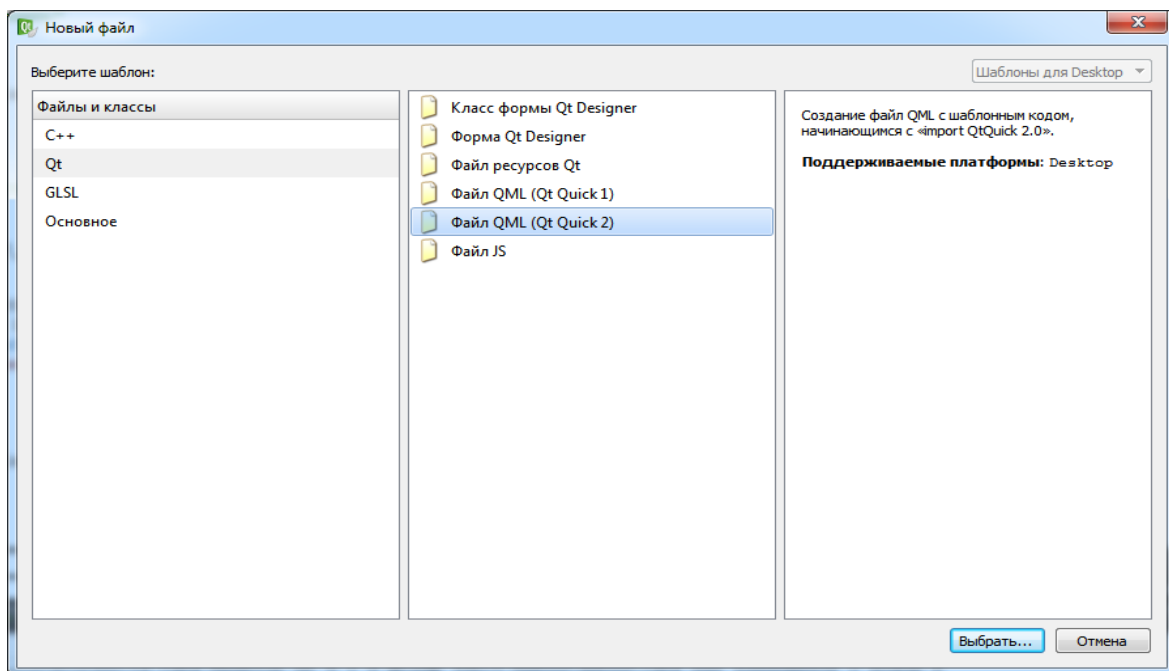 Новый файл
Выберите шаблон:
Шаблоны для Desktop
Файлы и классы
C++
Qt
GLSL
Основное
Класс формы Qt Designer
Форма Qt Designer
Файл ресурсов Qt
Файл QML (Qt Quick 1)
Файл QML (Qt Quick 2)
Файл JS
Создание файл QML с шаблонным кодом,
начинающимся с «import QtQuick 2.0».
Поддерживаемые платформы: Desktop
Выбрать...
Отмена